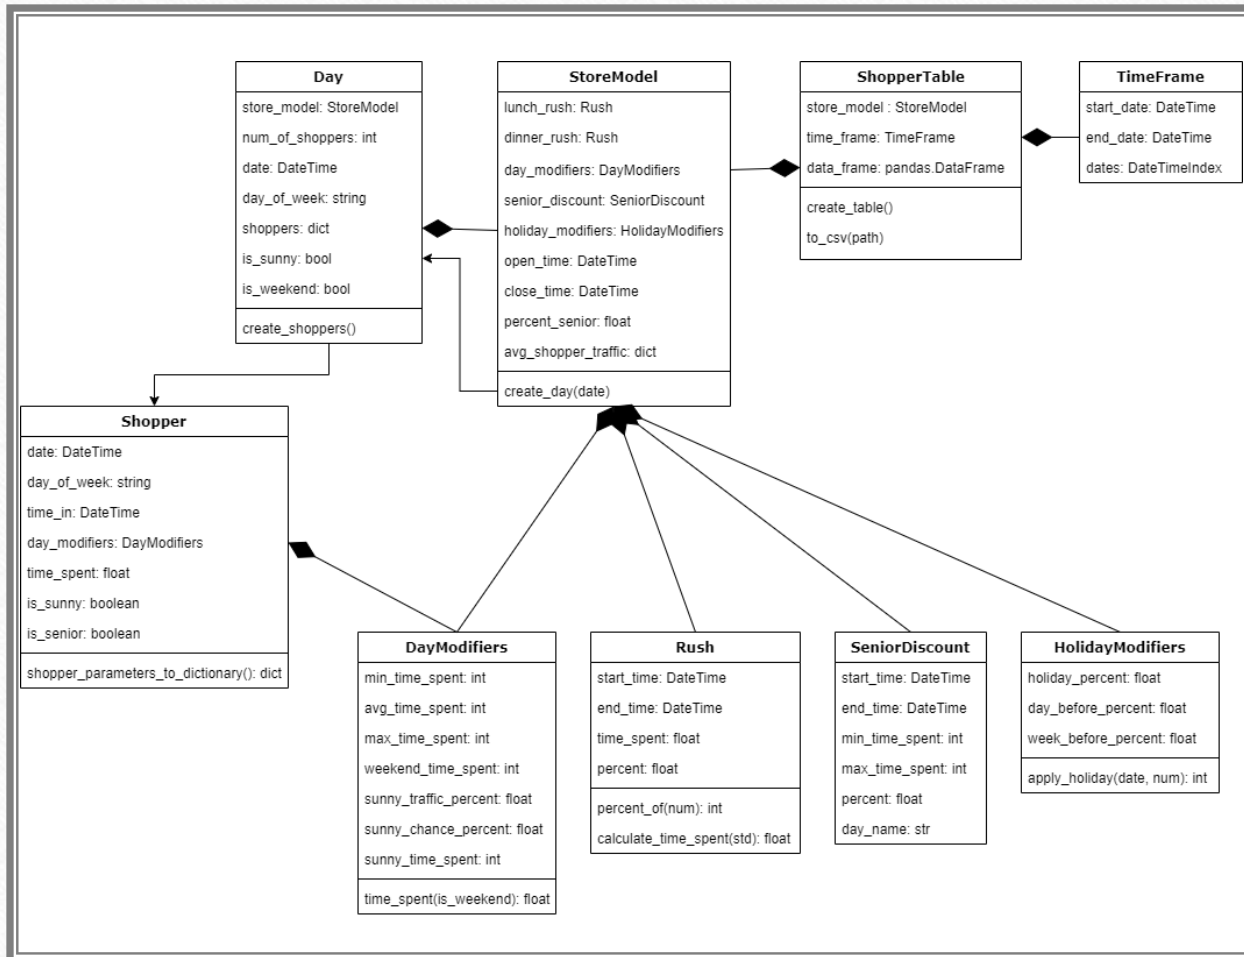 Day
store_model: StoreModel
num_of_shoppers: int
date: DateTime
day_of_week: string
shoppers: dict
is_sunny: bool
is_weekend: bool
create_shoppers()
StoreModel
lunch_rush: Rush
dinner_rush: Rush
day_modifiers: DayModifiers
senior_discount: SeniorDiscount
holiday_modifiers: HolidayModifiers
open_time: DateTime
close_time: DateTime
percent_senior: float
avg_shopper_traffic: dict
create_day(date)
ShopperTable
store_model : StoreModel
time_frame: TimeFrame
data_frame: pandas.DataFrame
create_table()
to_csv(path)
TimeFrame
start_date: DateTime
end_date: DateTime
dates: DateTimeIndex
Shopper
date: DateTime
day_of_week: string
time_in: DateTime
day_modifiers: DayModifiers
time_spent: float
is_sunny: boolean
is_senior: boolean
shopper_parameters_to_dictionary(): dict
DayModifiers
min_time_spent: int
avg_time_spent: int
max_time_spent: int
weekend_time_spent: int
sunny_traffic_percent: float
sunny_chance_percent: float
sunny_time_spent: int
time_spent(is_weekend): float
Rush
start_time: DateTime
end_time: DateTime
time_spent: float
percent: float
percent_of(num): int
calculate_time_spent(std): float
SeniorDiscount
start_time: DateTime
end_time: DateTime
min_time_spent: int
max_time_spent: int
percent: float
day_name: str
HolidayModifiers
holiday_percent: float
day_before_percent: float
week_before_percent: float
apply_holiday(date, num): int